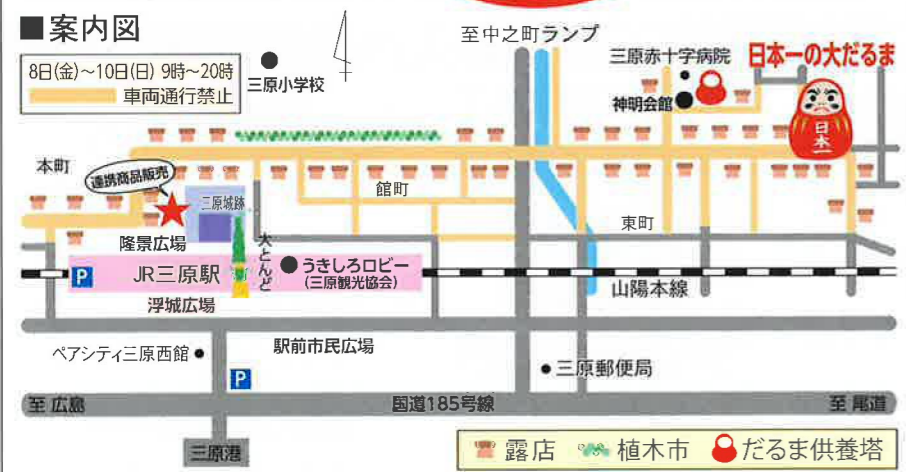 ■案内図
8日(金)～10日(日) 9時～20時
車両通行禁止
三原小学校
至中之町ランプ
三原赤十字病院
日本一の大だるま
神明会館
日本一
本町
連携商品販売
三原城跡
館町
東町
隆景広場
大とんど
P
JR三原駅
うきしろロビー
(三原観光協会)
山陽本線
浮城広場
駅前市民広場
ペアシティ三原西館
P
三原郵便局
至 広島
国道185号線
至 尾道
三原港
露店 植木市 だるま供養塔